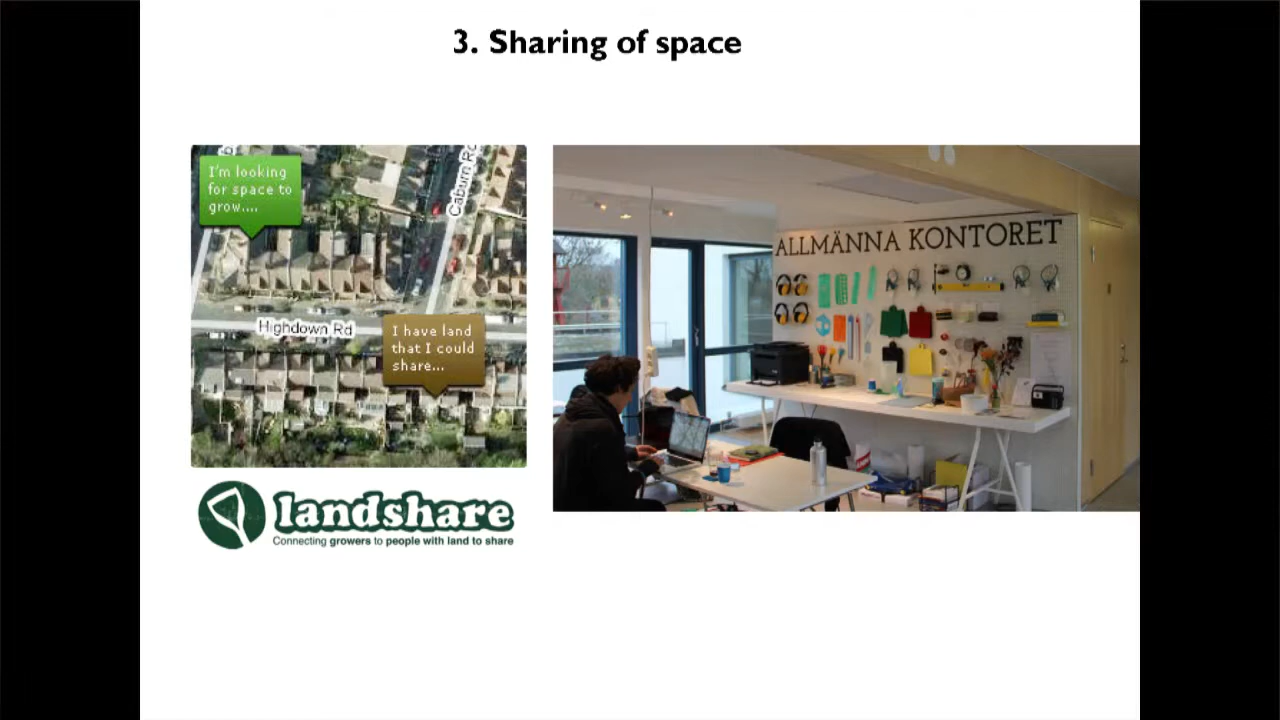 3. Sharing of space
I'm looking
for space to
grow....
Caburn Rd
Highdown Rd
I have land
that I could
share...
landshare
Connecting growers to people with land to share
ALLMÄNNA KONTORET